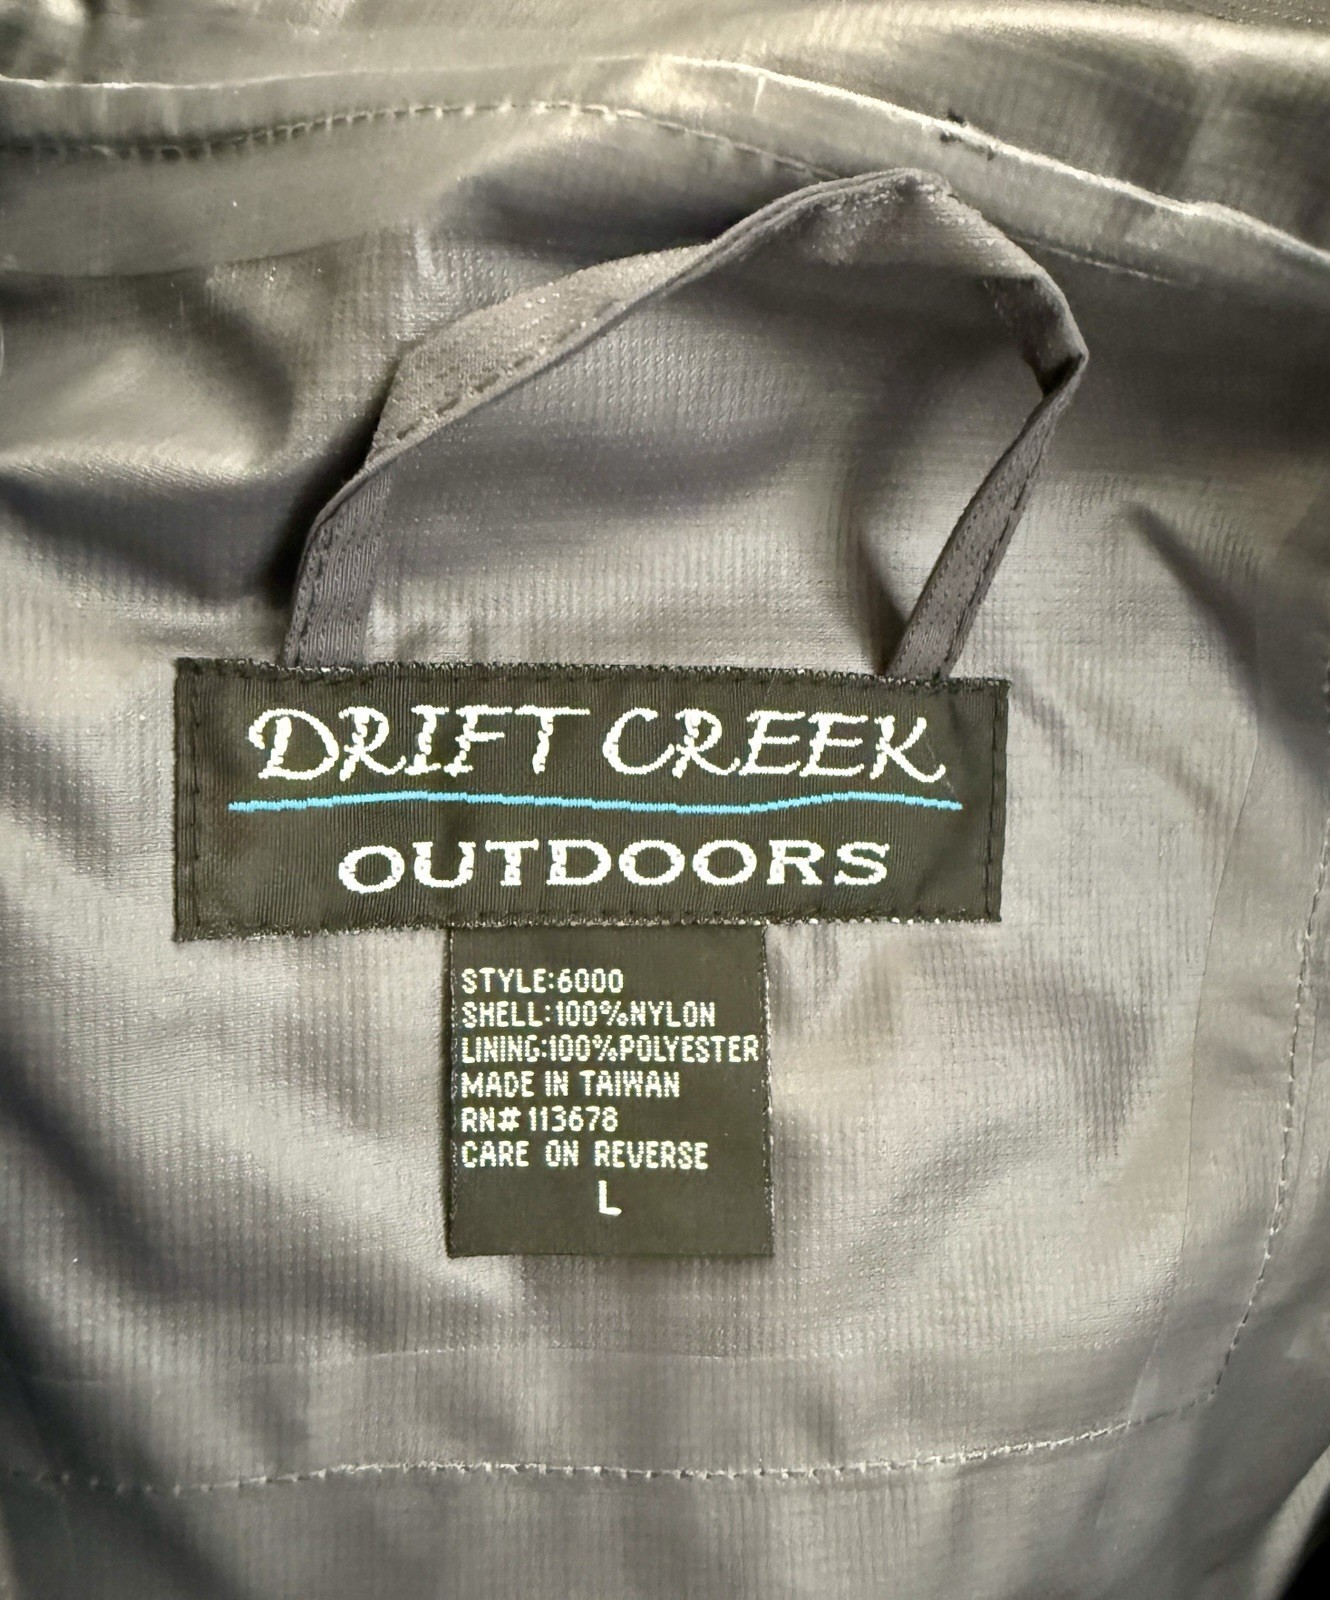 DRIFT CREEK
OUTDOORS
STYLE:6000
SHELL:100%NYLON
LINING:100%POLYESTER
MADE IN TAIWAN
RN# 113678
CARE ON REVERSE
L